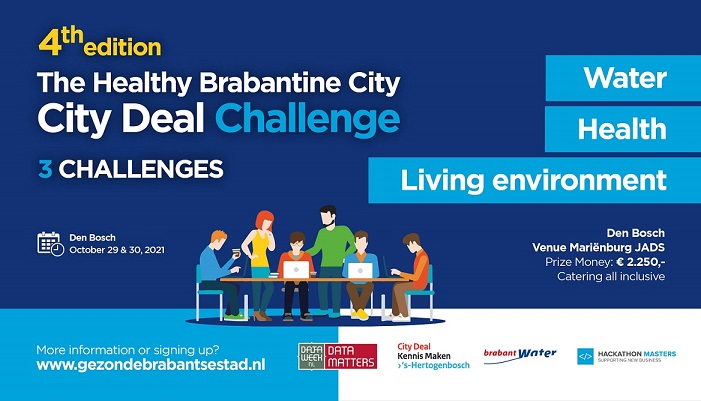 4th edition
The Healthy Brabantine City
City Deal Challenge
3 CHALLENGES
Water
Health
Living environment
Den Bosch
October 29 & 30, 2021
Den Bosch
Venue Mariënburg JADS
Prize Money: € 2.250,-
Catering all inclusive
More information or signing up?
www.gezondebrabantsestad.nl
DATA
WEEK
NL
DATA
MATTERS
City Deal
Kennis Maken
›'s-Hertogenbosch
brabant water
HACKATHON MASTERS
SUPPORTING NEW BUSINESS